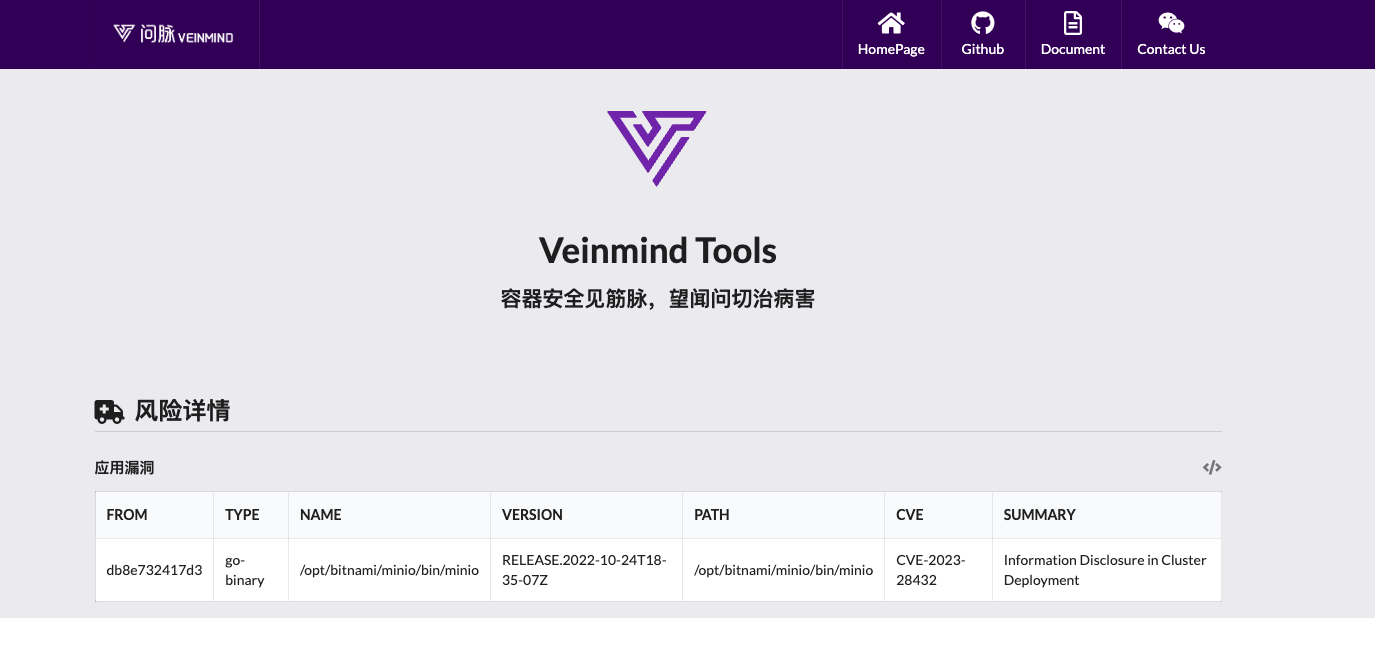 问脉 VEINMIND
HomePage
Github
Document
Contact Us
Veinmind Tools
容器安全见筋脉，望闻问切治病害
风险详情
应用漏洞
FROM TYPE NAME VERSION PATH CVE SUMMARY
db8e732417d3 go-binary /opt/bitnami/minio/bin/minio RELEASE.2022-10-24T18-35-07Z /opt/bitnami/minio/bin/minio CVE-2023-28432 Information Disclosure in Cluster Deployment